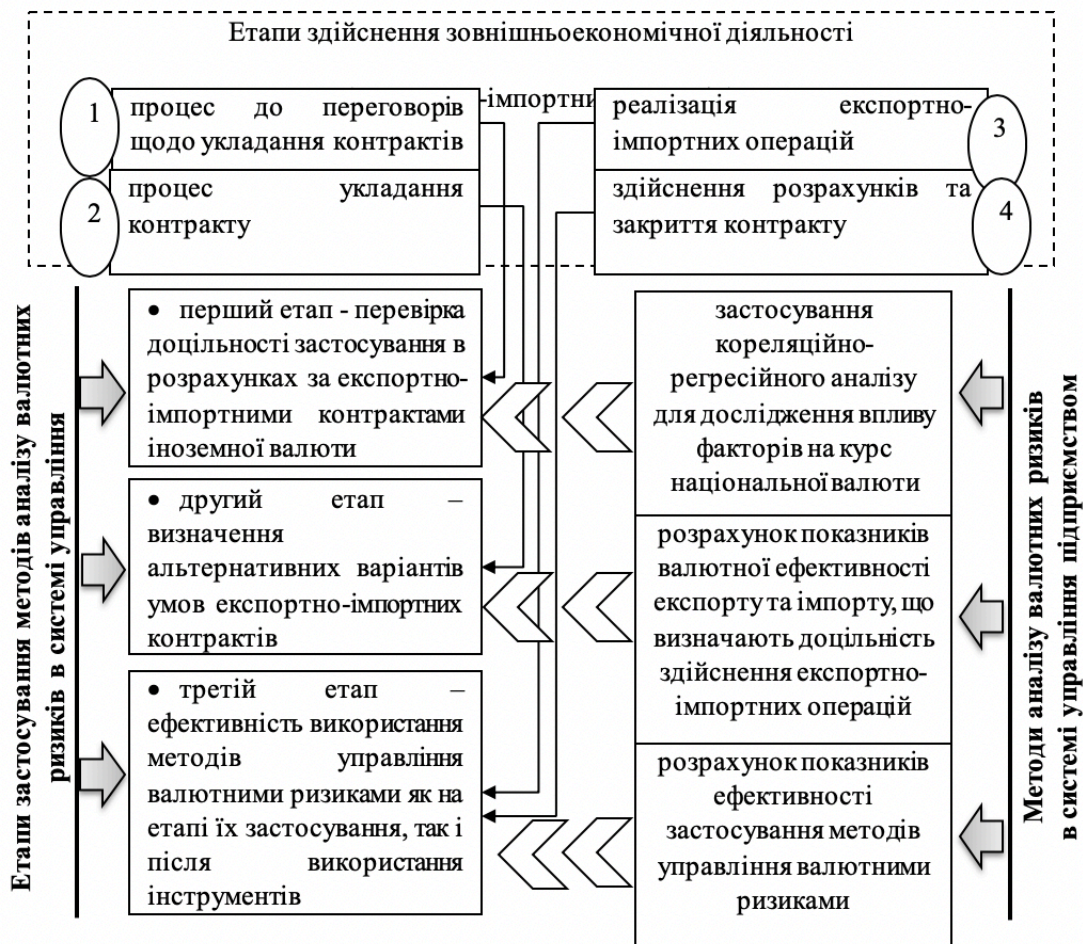 Етапи здійснення зовнішньоекономічної діяльності
-імпортни
1
процес до переговорів
щодо укладання контрактів
2
процес укладання
контракту
реалізація експортно-
імпортних операцій
3
здійснення розрахунків та
закриття контракту
4
Етапи застосування методів аналізу валютних
ризиків в системі управління
• перший етап - перевірка
доцільності застосування в
розрахунках за експортно-
імпортними контрактами
іноземної валюти
• другий етап –
визначення
альтернативних варіантів
умов експортно-імпортних
контрактів
• третій етап –
ефективність використання
методів управління
валютними ризиками як на
етапі їх застосування, так і
після використання
інструментів
застосування
кореляційно-
регресійного аналізу
для дослідження впливу
факторів на курс
національної валюти
розрахунок показників
валютної ефективності
експорту та імпорту, що
визначають доцільність
здійснення експортно-
імпортних операцій
розрахунок показників
ефективності
застосування методів
управління валютними
ризиками
Методи аналізу валютних ризиків
в системі управління підприємством